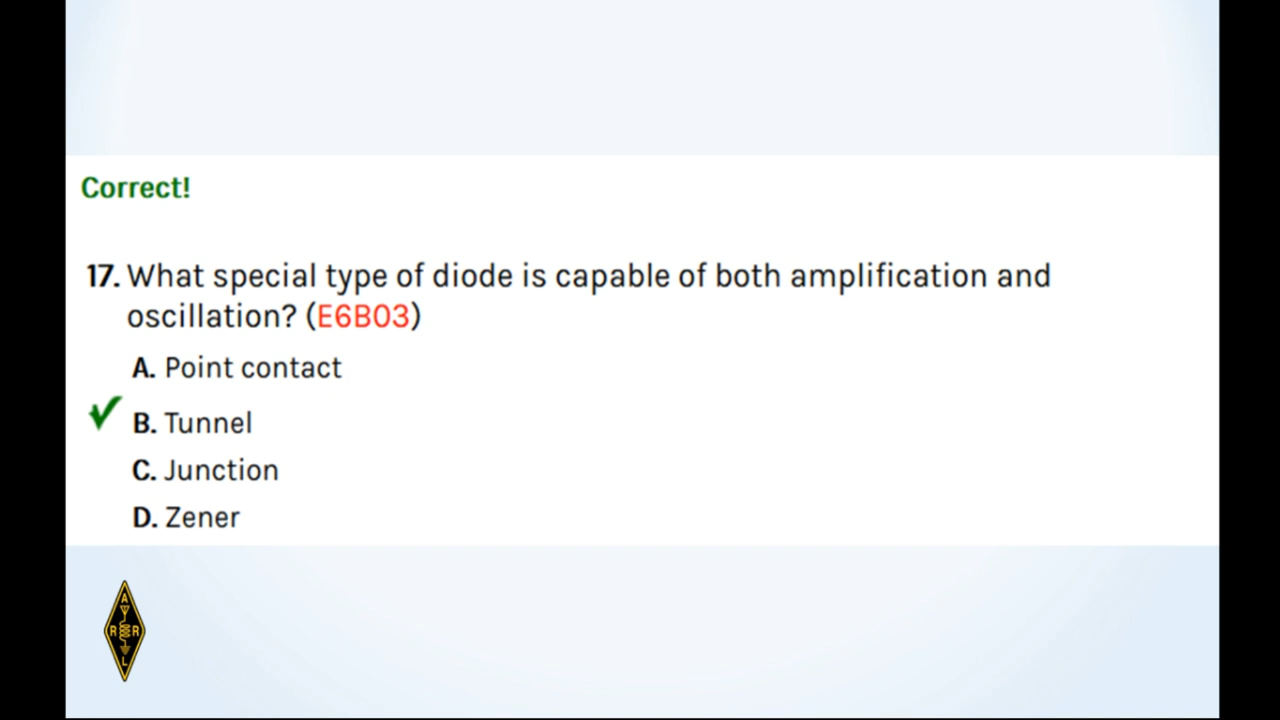 Correct!
17. What special type of diode is capable of both amplification and
oscillation? (E6B03)
A. Point contact
B. Tunnel
C. Junction
D. Zener
A
R R
L